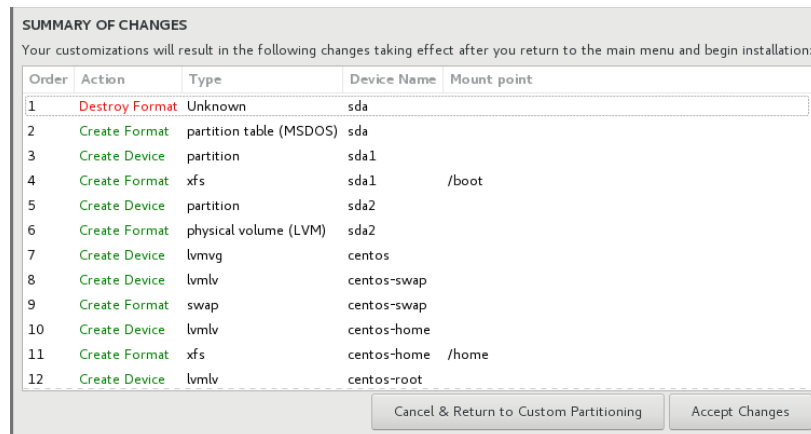 SUMMARY OF CHANGES
Your customizations will result in the following changes taking effect after you return to the main menu and begin installation:
Order Action Type Device Name Mount point
1 Destroy Format Unknown sda
2 Create Format partition table (MSDOS) sda
3 Create Device partition sda1
4 Create Format xfs sda1 /boot
5 Create Device partition sda2
6 Create Format physical volume (LVM) sda2
7 Create Device lvmvg centos
8 Create Device lvmlv centos-swap
9 Create Format swap centos-swap
10 Create Device lvmlv centos-home
11 Create Format xfs centos-home /home
12 Create Device lvmlv centos-root
Cancel & Return to Custom Partitioning Accept Changes